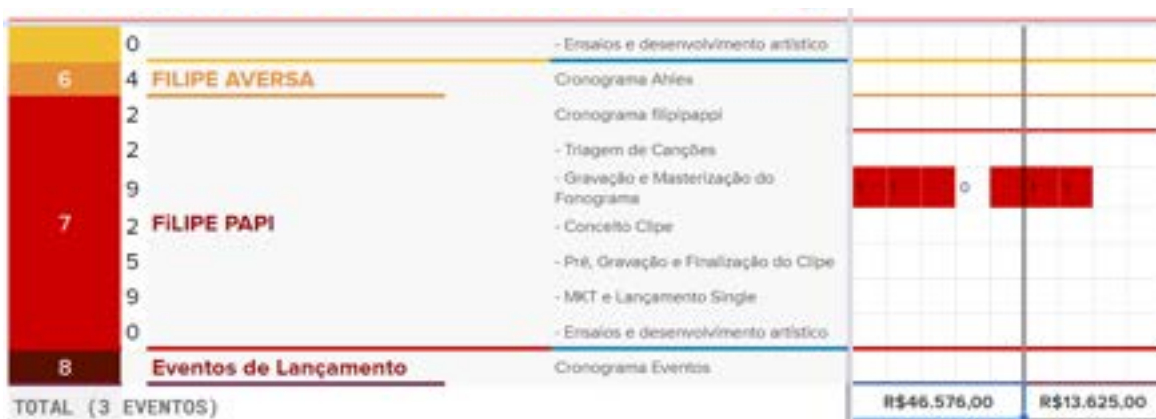 0 - Ensaios e desenvolvimento artístico
6 4 FILIPE AVERSA Cronograma Ahlex
2 Cronograma filipipappi
2 - Triagem de Canções
9 - Gravação e Masterização do
Fonograma
0
7 2 FiLIPE PAPI - Conceito Clipe
5 - Pré, Gravação e Finalização do Clipe
9 - MKT e Lançamento Single
0 - Ensaios e desenvolvimento artístico
8 Eventos de Lançamento Cronograma Eventos
TOTAL (3 EVENTOS) R$46.576,00 R$13.625,00